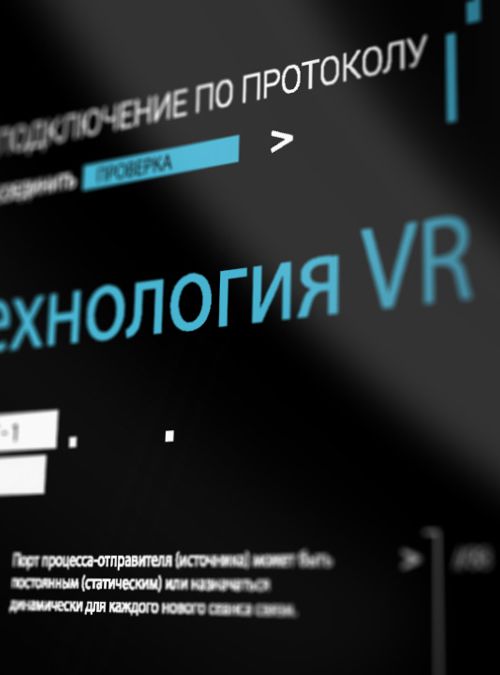 ПОДКЛЮЧЕНИЕ ПО ПРОТОКОЛУ
соединить ПРОВЕРКА >
ехнология VR
-1
Порт процесса-отправителя (источника) может быть >
постоянным (статическим) или назначаться
динамически для каждого нового сеанса связи.